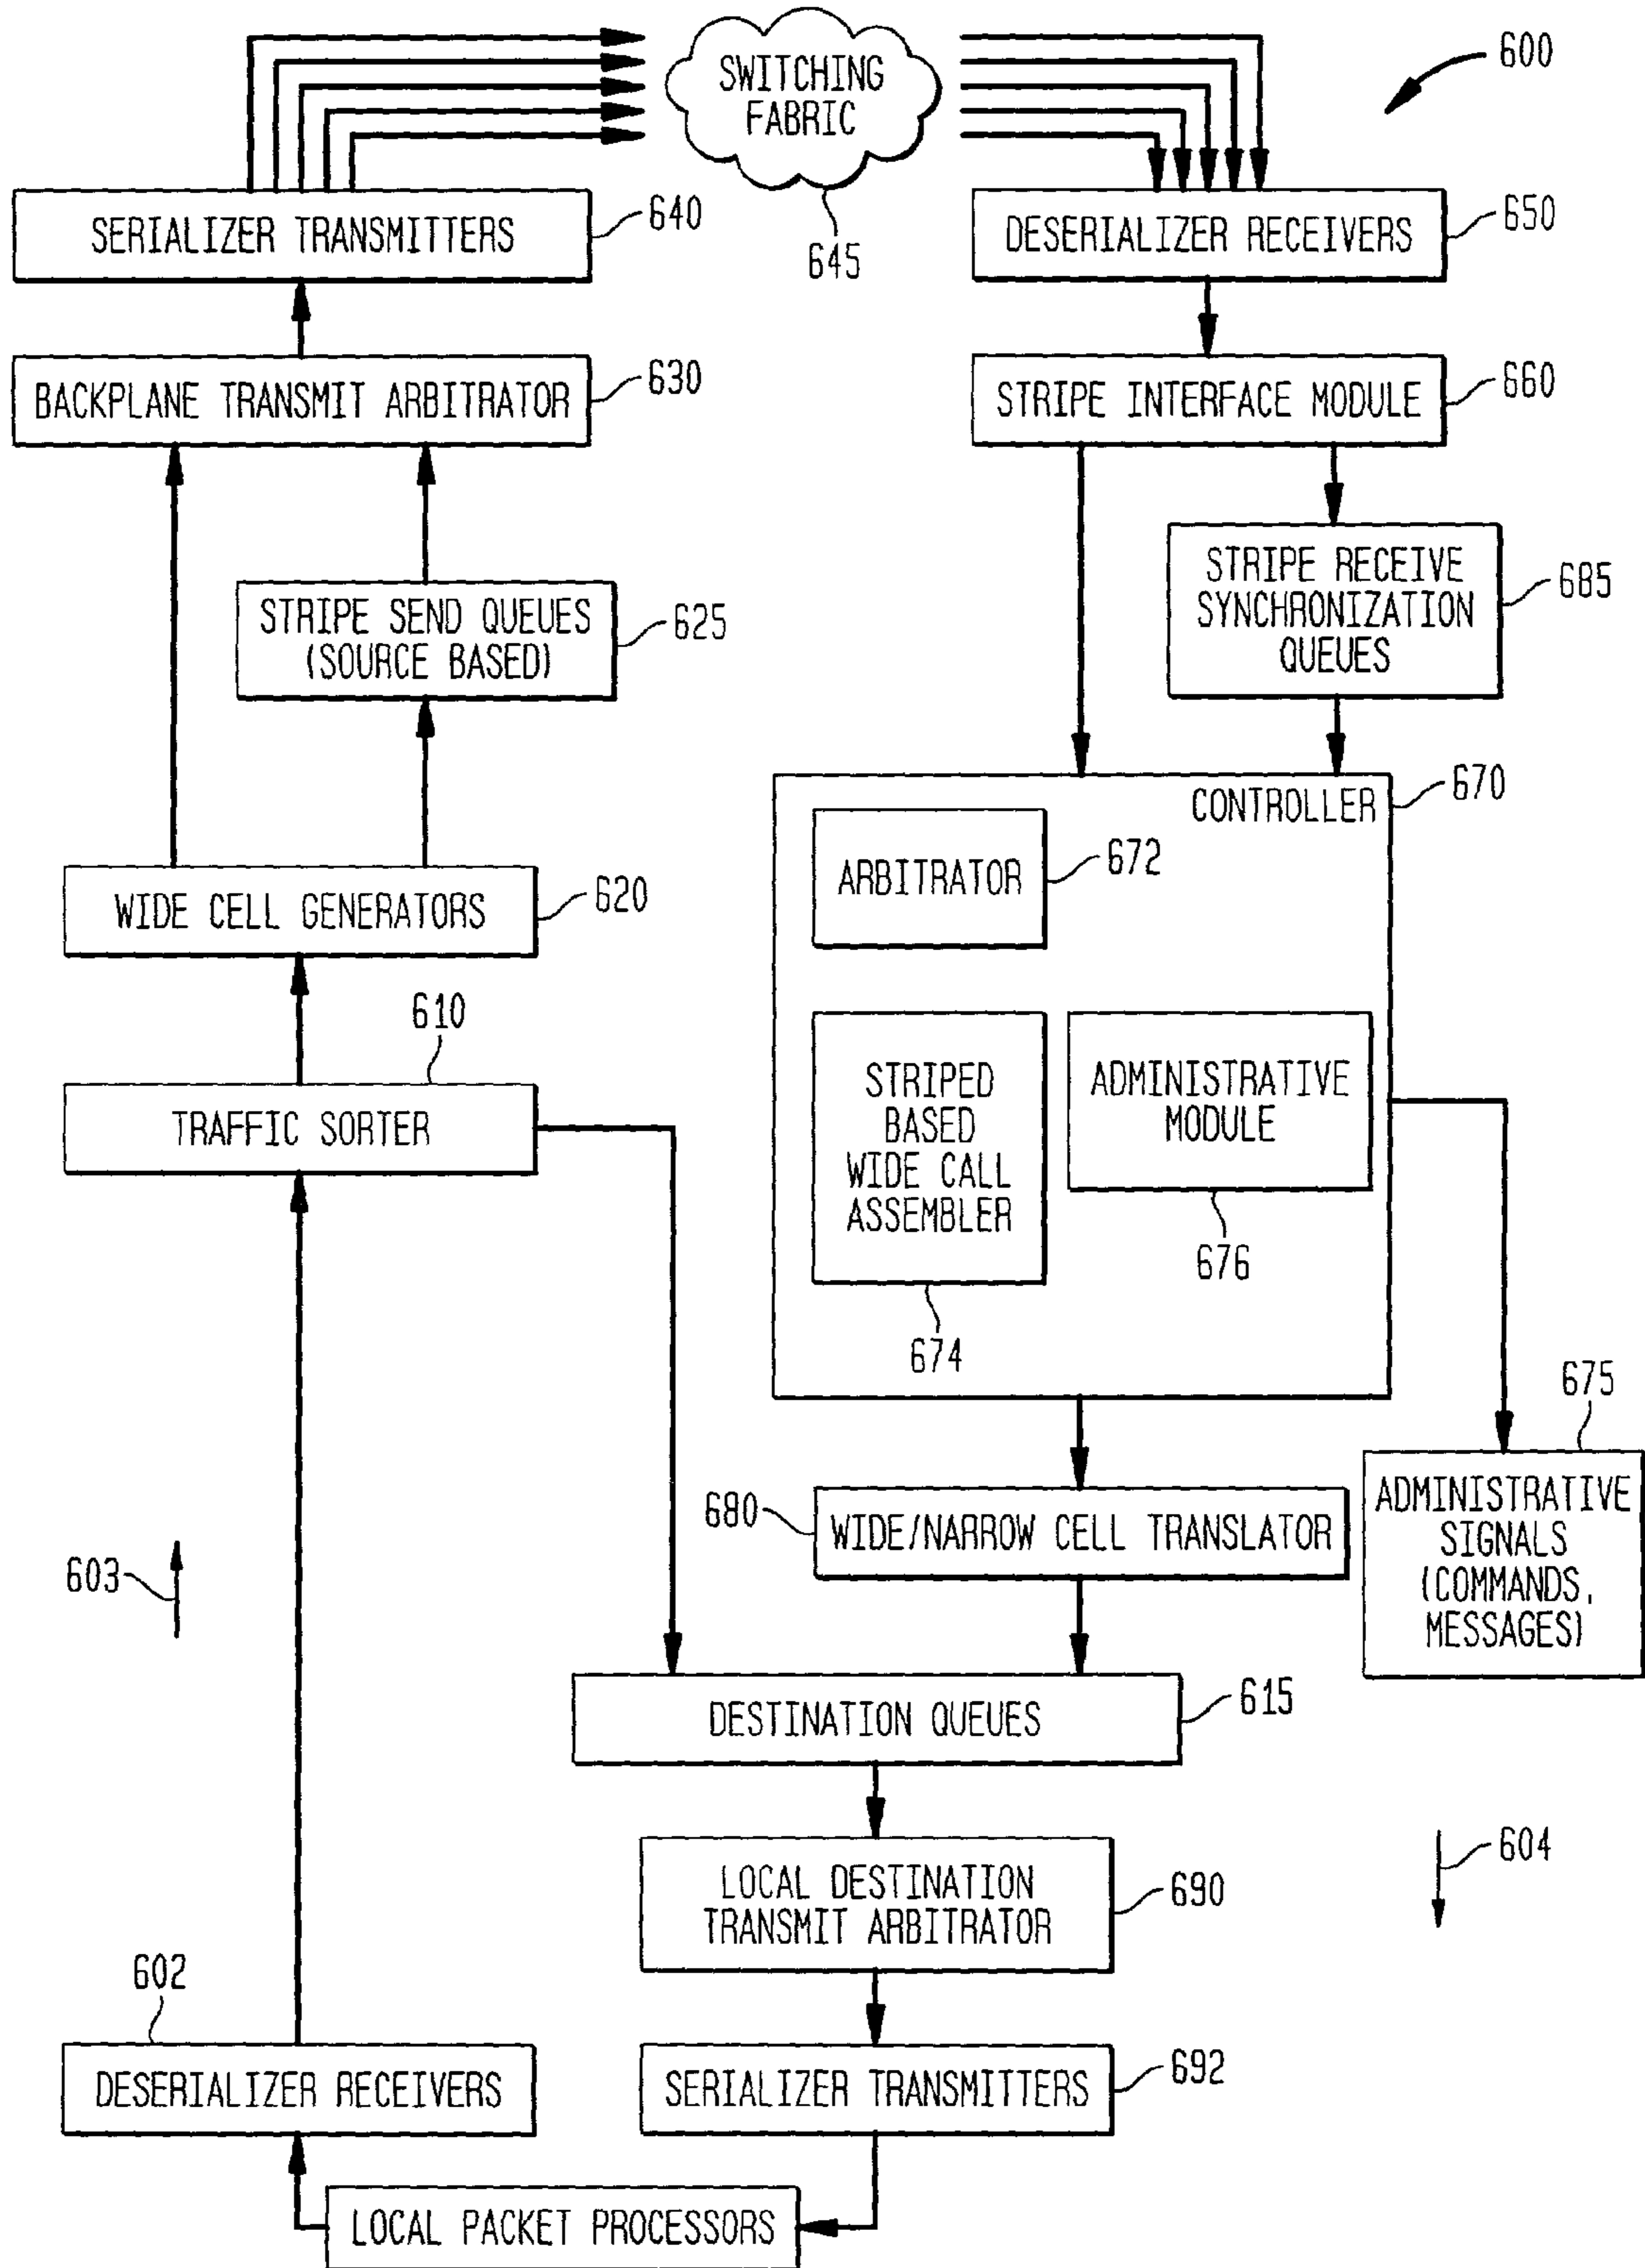 SWITCHING
FABRIC
645
600
SERIALIZER TRANSMITTERS
640
DESERIALIZER RECEIVERS
650
BACKPLANE TRANSMIT ARBITRATOR
630
STRIPE INTERFACE MODULE
660
STRIPE SEND QUEUES
(SOURCE BASED)
625
STRIPE RECEIVE
SYNCHRONIZATION
QUEUES
685
CONTROLLER
670
ARBITRATOR
672
WIDE CELL GENERATORS
620
610
TRAFFIC SORTER
STRIPED
BASED
WIDE CALL
ASSEMBLER
674
ADMINISTRATIVE
MODULE
676
675
ADMINISTRATIVE
SIGNALS
(COMMANDS,
MESSAGES)
680
WIDE/NARROW CELL TRANSLATOR
603
DESTINATION QUEUES
615
LOCAL DESTINATION
TRANSMIT ARBITRATOR
690
604
602
DESERIALIZER RECEIVERS
SERIALIZER TRANSMITTERS
692
LOCAL PACKET PROCESSORS